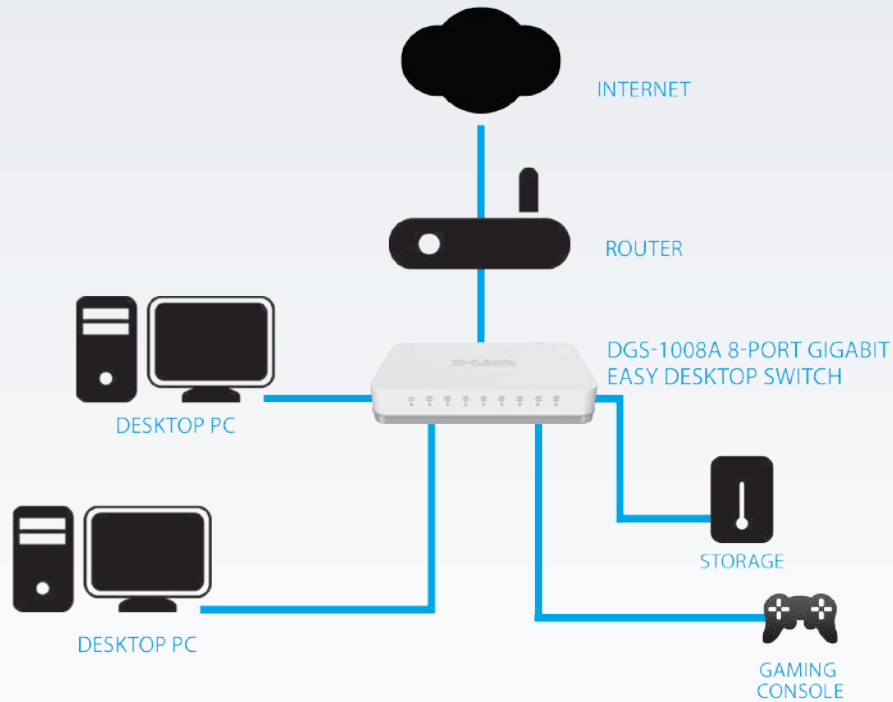 INTERNET
ROUTER
DGS-1008A 8-PORT GIGABIT
EASY DESKTOP SWITCH
DESKTOP PC
STORAGE
DESKTOP PC
GAMING
CONSOLE